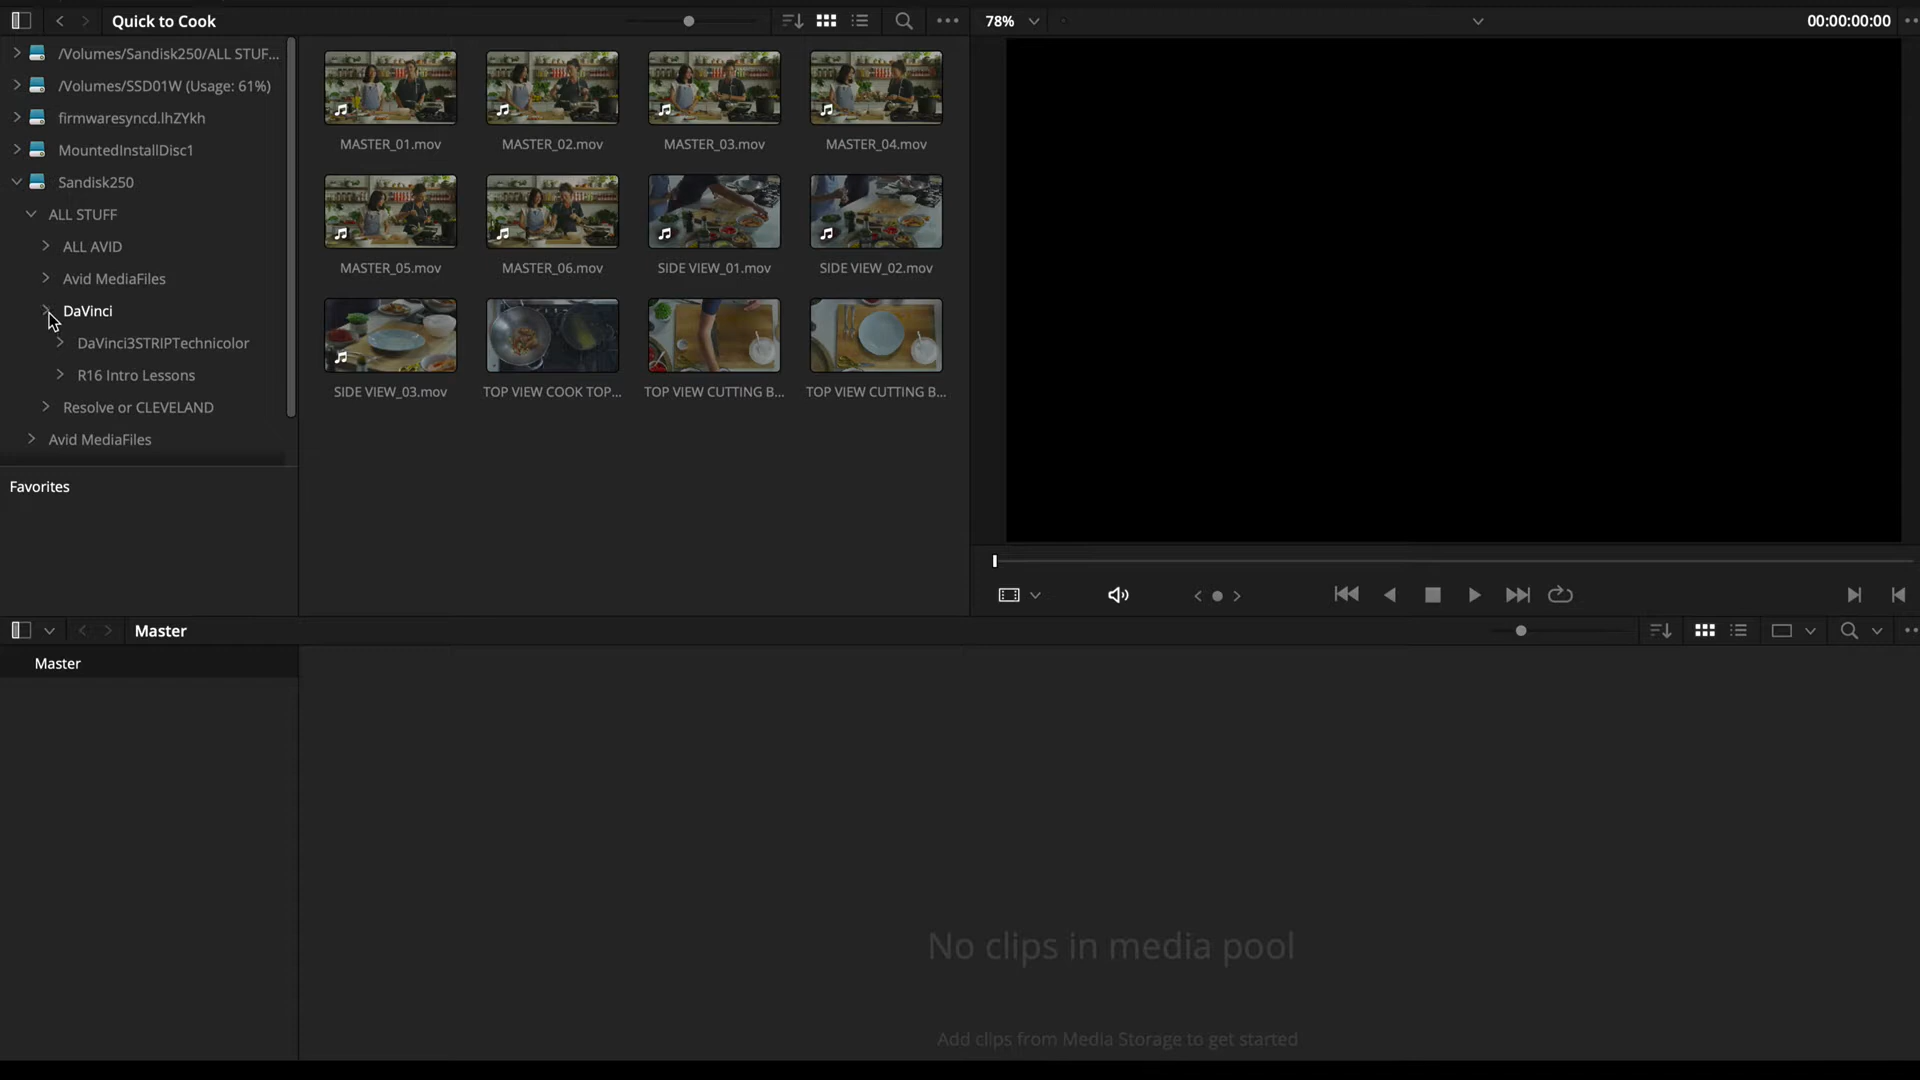 Quick to Cook
78%
00:00:00:00
/Volumes/Sandisk250/ALL STUF...
/Volumes/SSD01W (Usage: 61%)
firmwaresyncd.lhZYkh
MountedInstallDisc1
Sandisk250
ALL STUFF
ALL AVID
Avid MediaFiles
DaVinci
DaVinci3STRIPTechnicolor
R16 Intro Lessons
Resolve or CLEVELAND
Avid MediaFiles
Favorites
MASTER_01.mov
MASTER_02.mov
MASTER_03.mov
MASTER_04.mov
MASTER_05.mov
MASTER_06.mov
SIDE VIEW_01.mov
SIDE VIEW_02.mov
SIDE VIEW_03.mov
TOP VIEW COOK TOP...
TOP VIEW CUTTING B...
TOP VIEW CUTTING B...
Master
Master
No clips in media pool
Add clips from Media Storage to get started